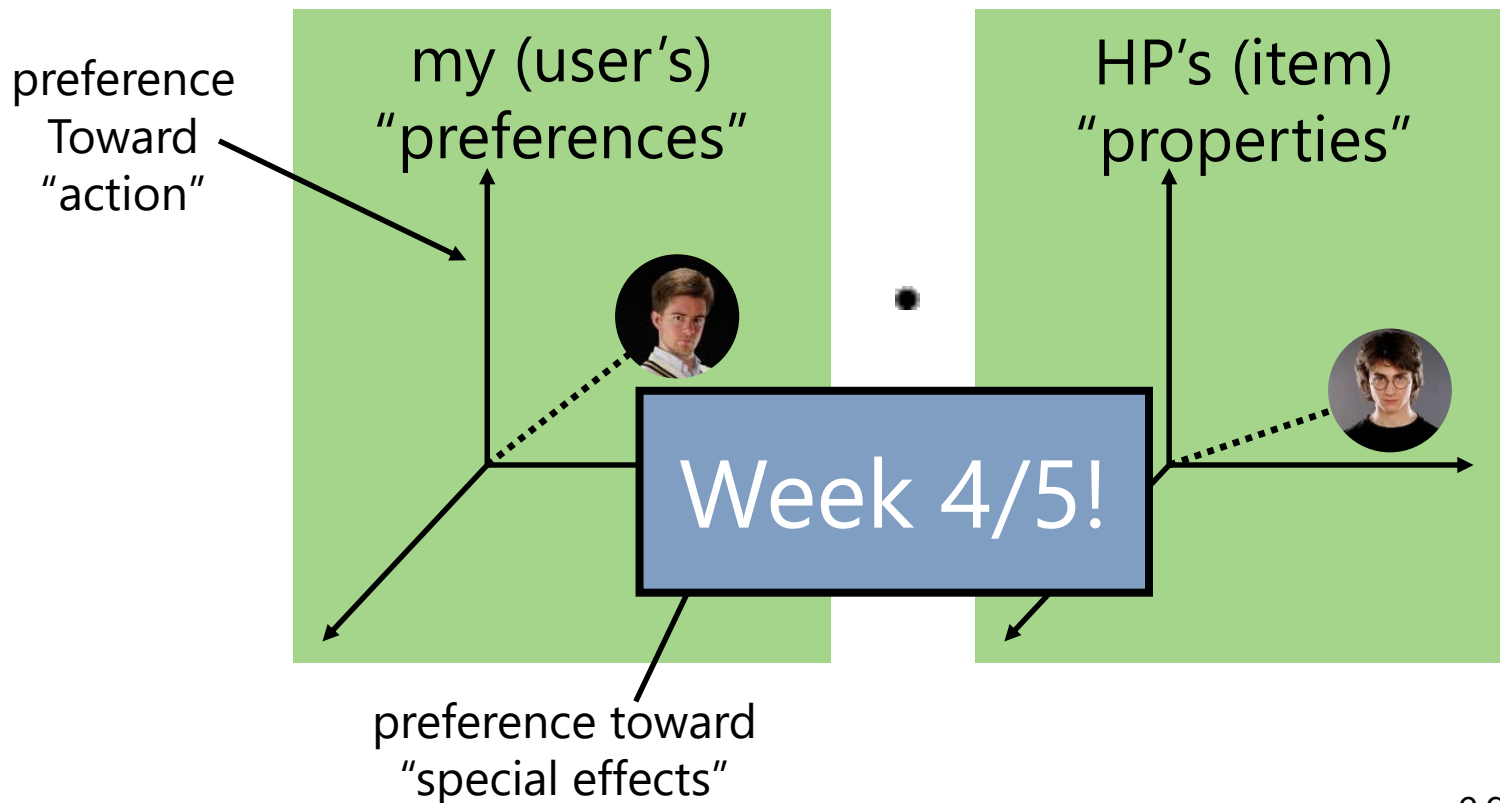 preference
Toward
“action”
my (user’s)
“preferences”
HP’s (item)
“properties”
Week 4/5!
preference toward
“special effects”